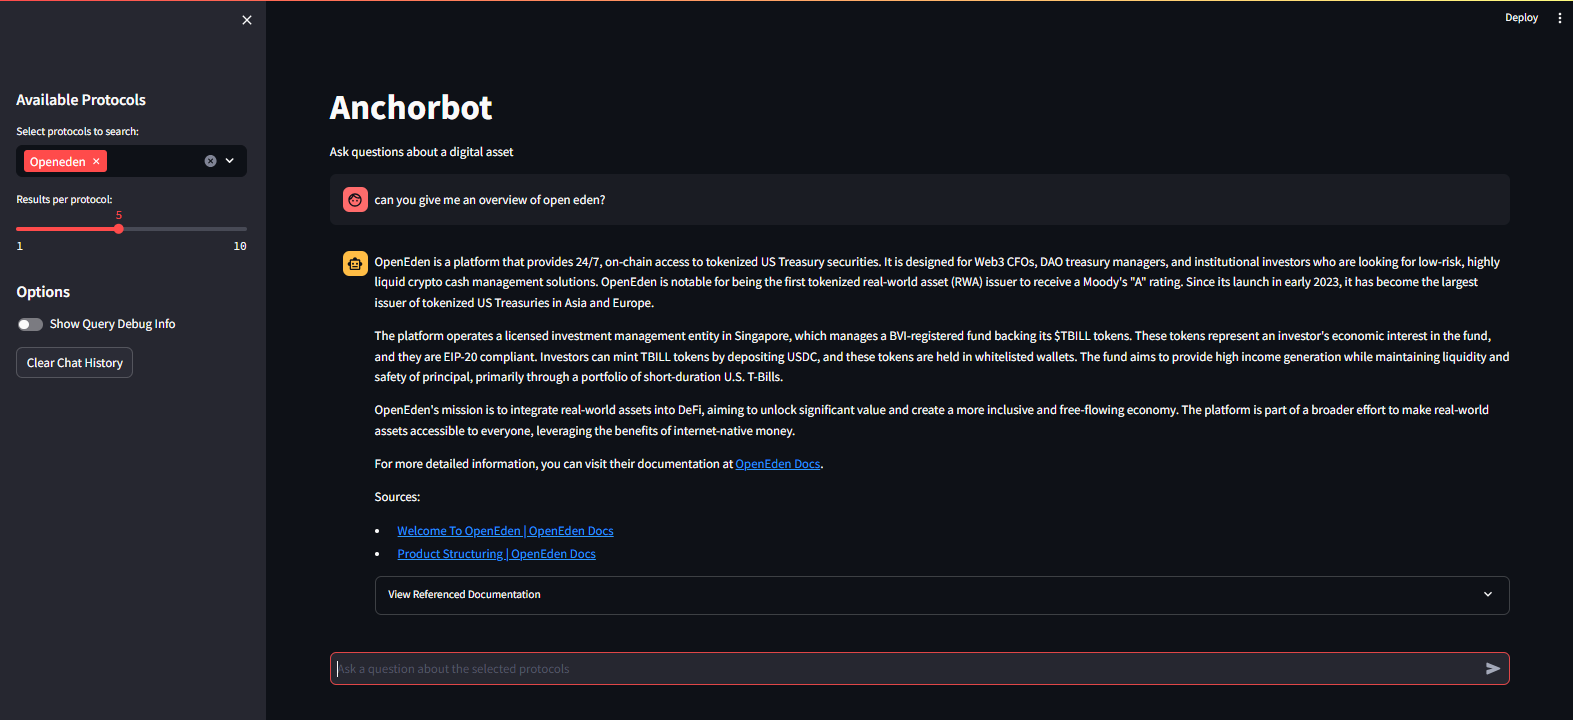 Deploy
Available Protocols
Select protocols to search:
Openeden
Results per protocol:
5
1
10
Options
Show Query Debug Info
Clear Chat History
Anchorbot
Ask questions about a digital asset
can you give me an overview of open eden?
OpenEden is a platform that provides 24/7, on-chain access to tokenized US Treasury securities. It is designed for Web3 CFOs, DAO treasury managers, and institutional investors who are looking for low-risk, highly
liquid crypto cash management solutions. OpenEden is notable for being the first tokenized real-world asset (RWA) issuer to receive a Moody's "A" rating. Since its launch in early 2023, it has become the largest
issuer of tokenized US Treasuries in Asia and Europe.
The platform operates a licensed investment management entity in Singapore, which manages a BVI-registered fund backing its $TBILL tokens. These tokens represent an investor's economic interest in the fund,
and they are EIP-20 compliant. Investors can mint TBILL tokens by depositing USDC, and these tokens are held in whitelisted wallets. The fund aims to provide high income generation while maintaining liquidity and
safety of principal, primarily through a portfolio of short-duration U.S. T-Bills.
OpenEden's mission is to integrate real-world assets into DeFi, aiming to unlock significant value and create a more inclusive and free-flowing economy. The platform is part of a broader effort to make real-world
assets accessible to everyone, leveraging the benefits of internet-native money.
For more detailed information, you can visit their documentation at OpenEden Docs.
Sources:
• Welcome To OpenEden | OpenEden Docs
• Product Structuring | OpenEden Docs
View Referenced Documentation
Ask a question about the selected protocols